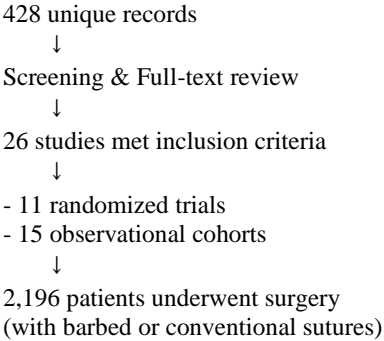 428 unique records
↓
Screening & Full-text review
↓
26 studies met inclusion criteria
↓
- 11 randomized trials
- 15 observational cohorts
↓
2,196 patients underwent surgery
(with barbed or conventional sutures)